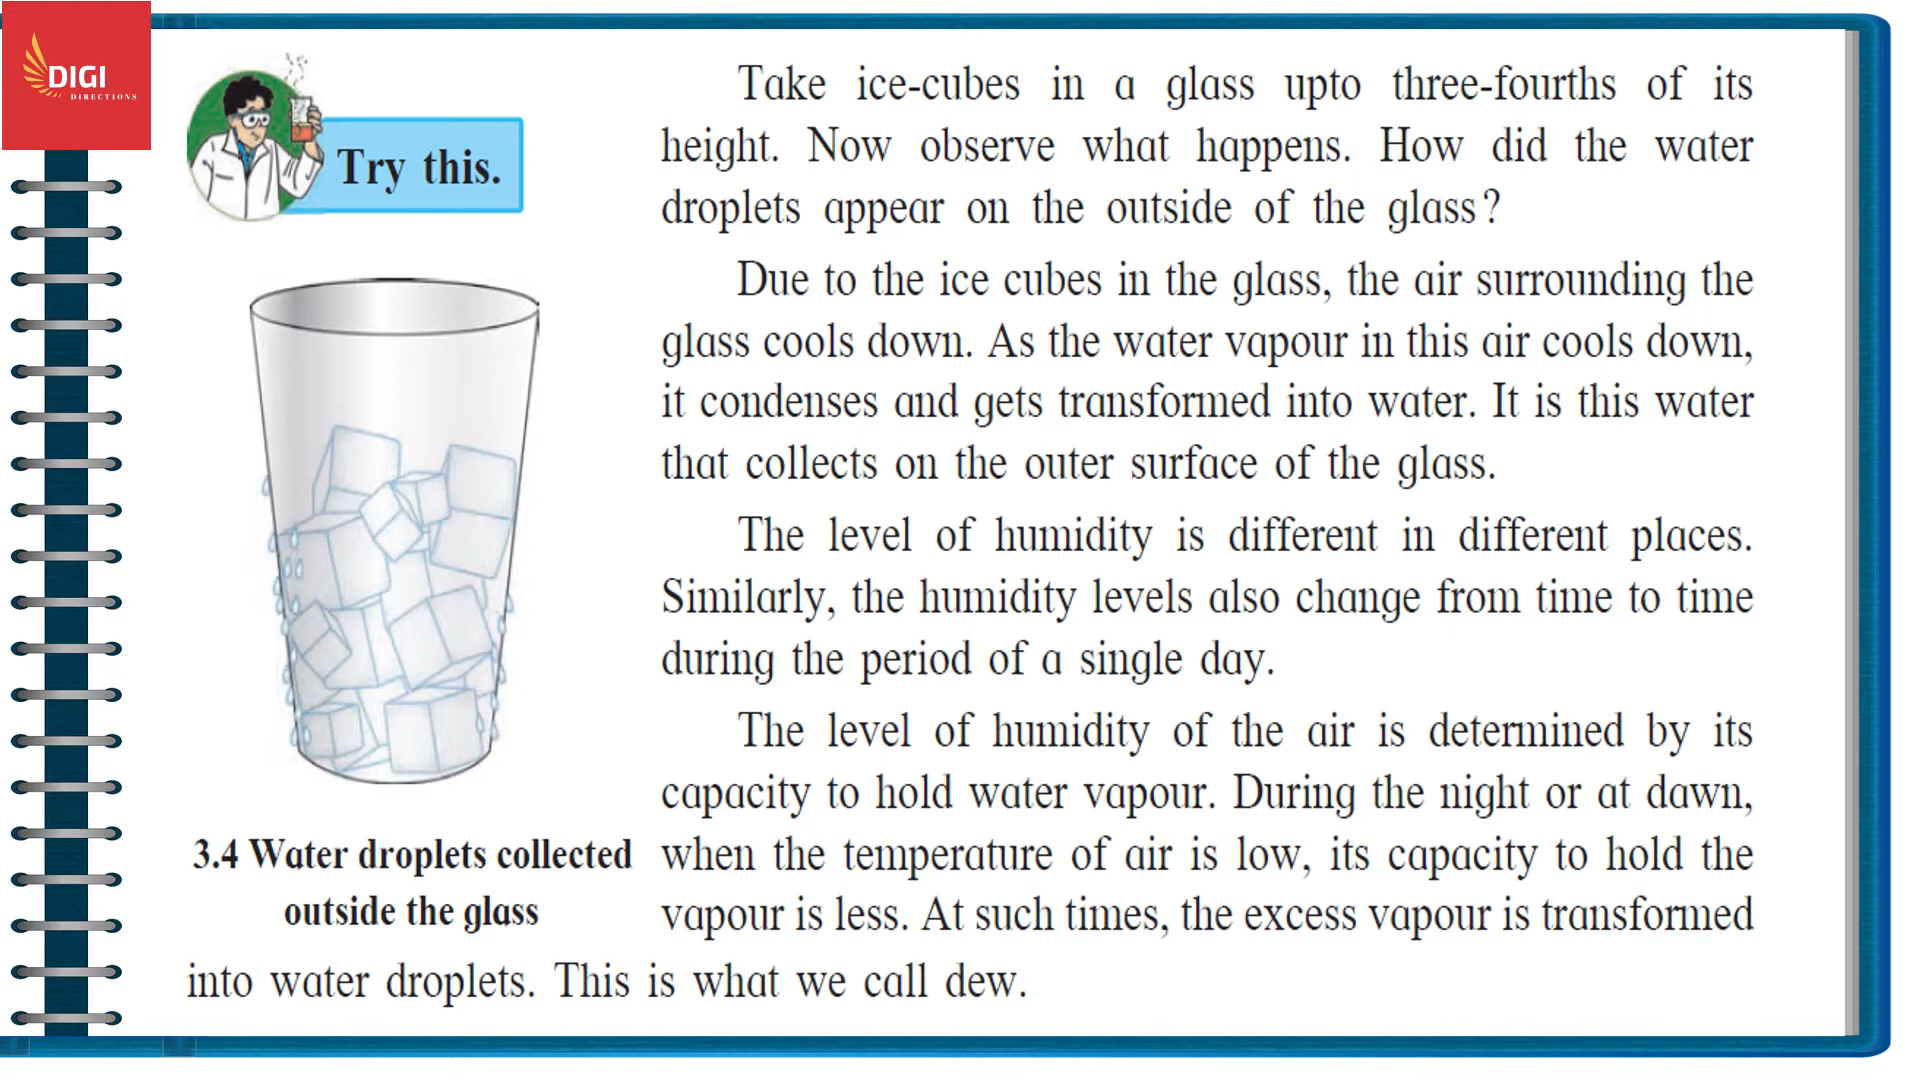 DIGI
DIRECTIONS
Try this.
Take ice-cubes in a glass upto three-fourths of its
height. Now observe what happens. How did the water
droplets appear on the outside of the glass?
Due to the ice cubes in the glass, the air surrounding the
glass cools down. As the water vapour in this air cools down,
it condenses and gets transformed into water. It is this water
that collects on the outer surface of the glass.
The level of humidity is different in different places.
Similarly, the humidity levels also change from time to time
during the period of a single day.
The level of humidity of the air is determined by its
capacity to hold water vapour. During the night or at dawn,
when the temperature of air is low, its capacity to hold the
vapour is less. At such times, the excess vapour is transformed
into water droplets. This is what we call dew.
3.4 Water droplets collected
outside the glass